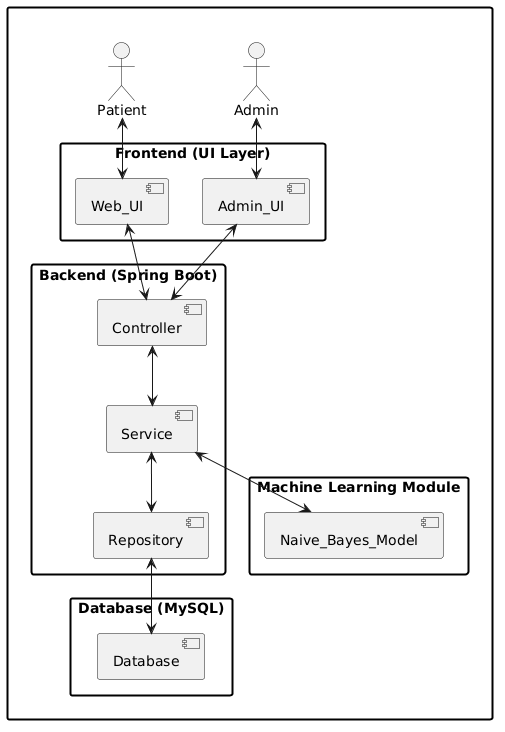 Patient
Admin
Frontend (UI Layer)
Web_UI
Admin_UI
Backend (Spring Boot)
Controller
Service
Machine Learning Module
Repository
Naive_Bayes_Model
Database (MySQL)
Database